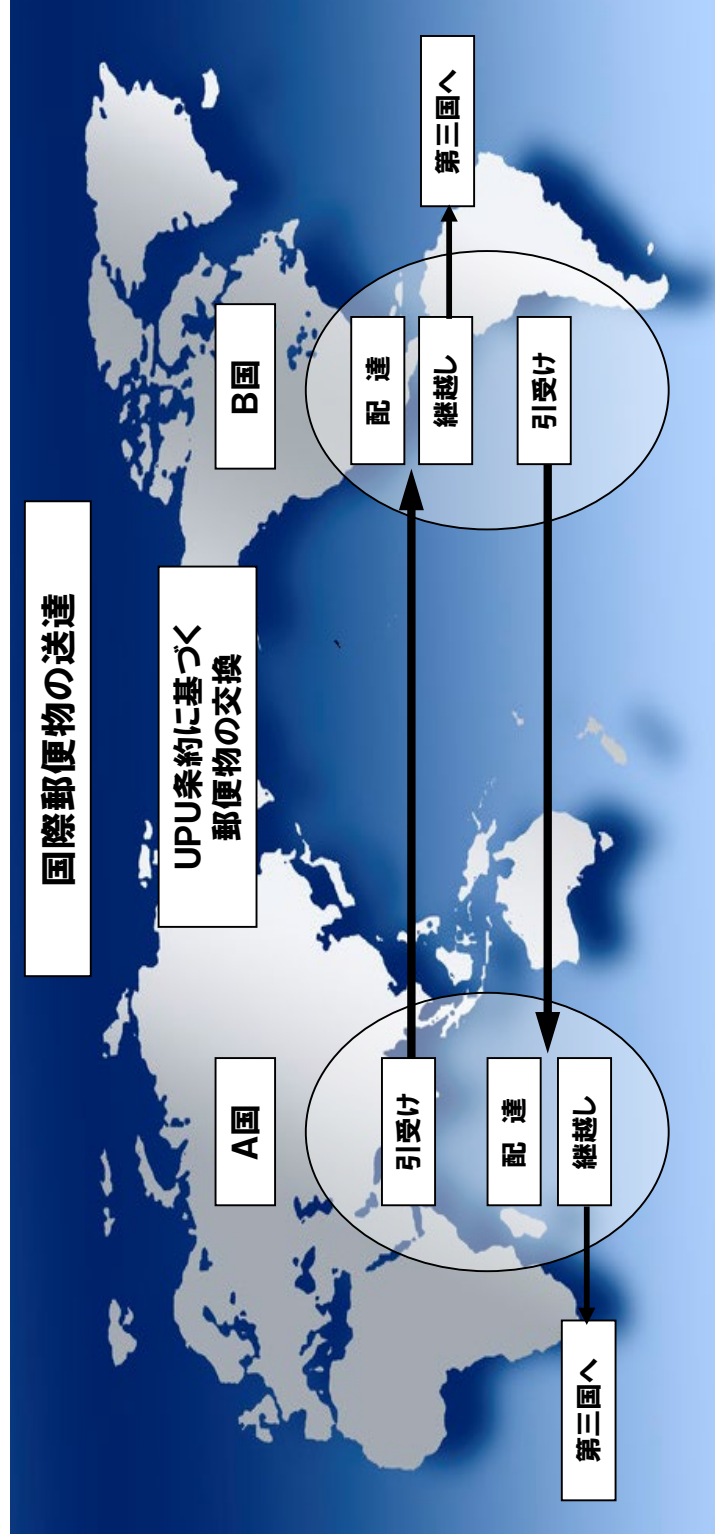 国際郵便物の送達
UPU条約に基づく
郵便物の交換
A国
B国
引受け
配　達
継越し
第三国へ
配　達
継越し
第三国へ
引受け